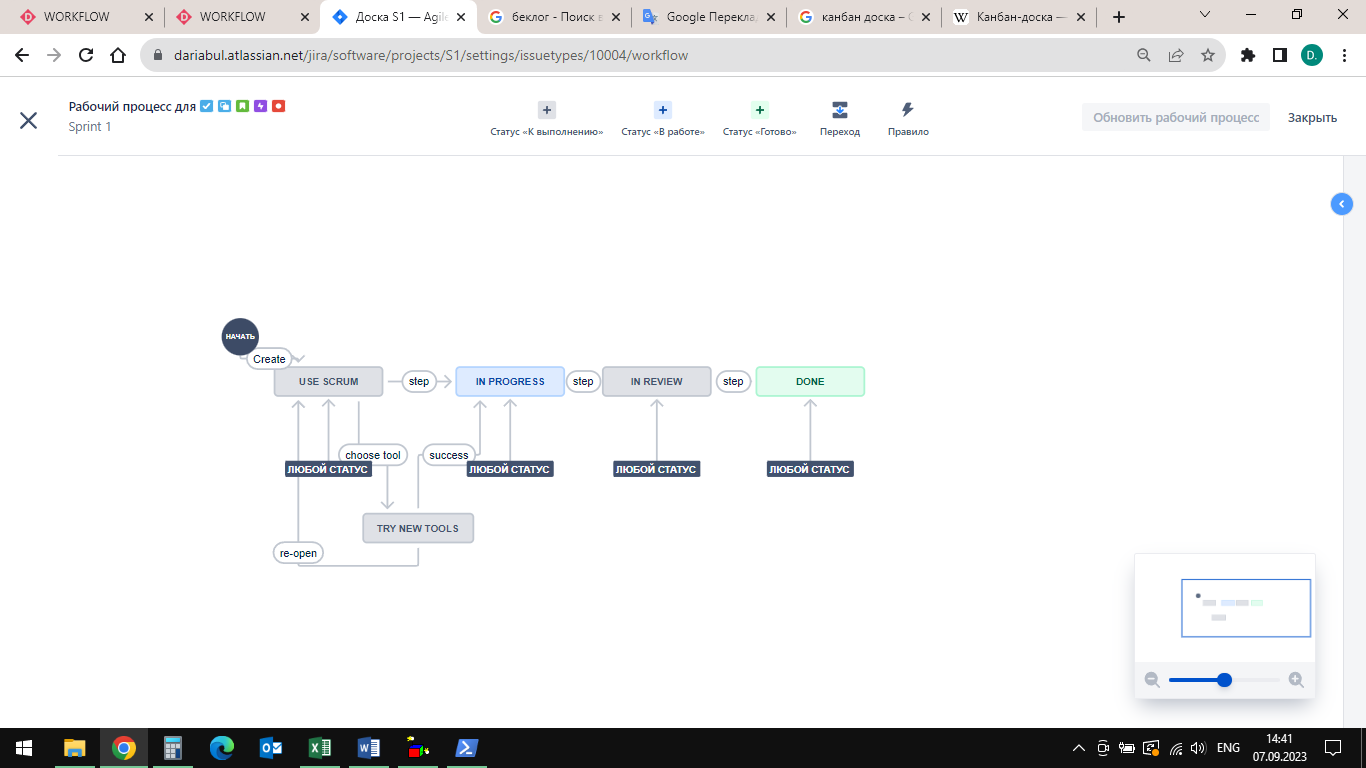 WORKFLOW
WORKFLOW
Доска S1 — Agil
беклог - Поиск в
Google Перекла
канбан доска – G
Канбан-доска —
dariabul.atlassian.net/jira/software/projects/S1/settings/issuetypes/10004/workflow
D.
Рабочий процесс для
Sprint 1
Статус «К выполнению»
Статус «В работе»
Статус «Готово»
Переход
Правило
Обновить рабочий процесс
Закрыть
НАЧАТЬ
Create
USE SCRUM
step
IN PROGRESS
step
IN REVIEW
step
DONE
choose tool
success
ЛЮБОЙ СТАТУС
ЛЮБОЙ СТАТУС
ЛЮБОЙ СТАТУС
ЛЮБОЙ СТАТУС
TRY NEW TOOLS
re-open
ENG
14:41
07.09.2023